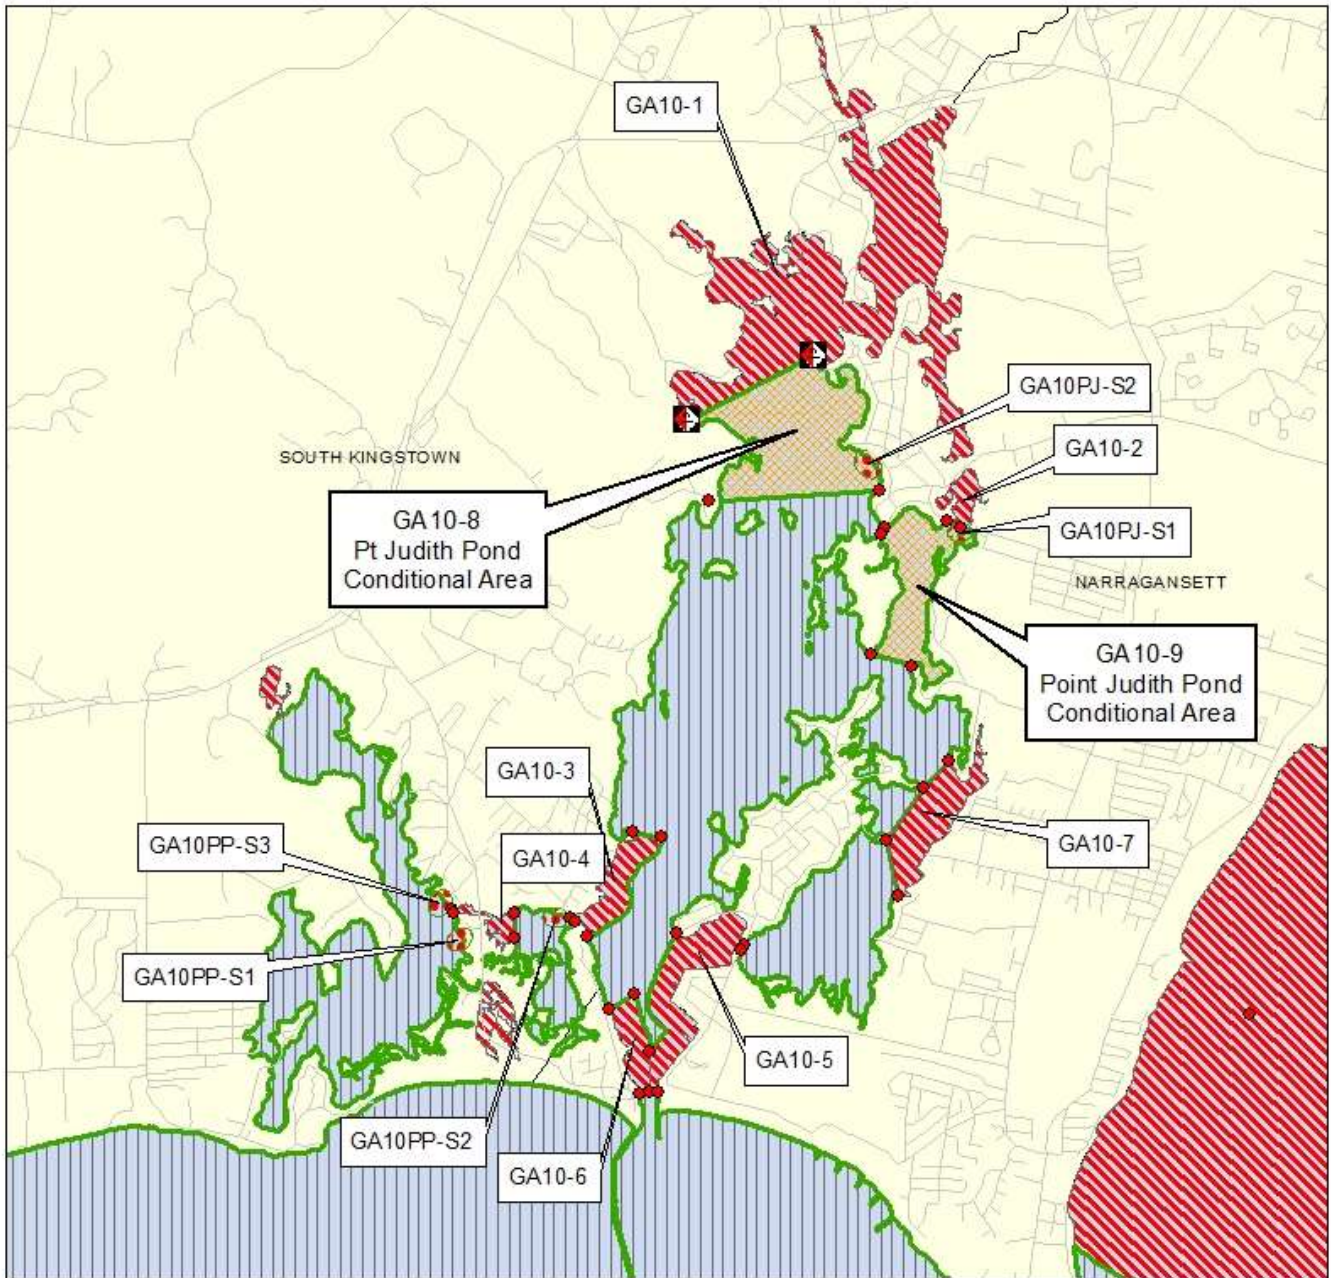 GA10-1
GA10PJ-S2
GA10-2
SOUTH KINGSTOWN
GA10-8
Pt Judith Pond
Conditional Area
GA10PJ-S1
NARRAGANSETT
GA10-9
Point Judith Pond
Conditional Area
GA10-3
GA10PP-S3
GA10-4
GA10-7
GA10PP-S1
GA10-5
GA10PP-S2
GA10-6